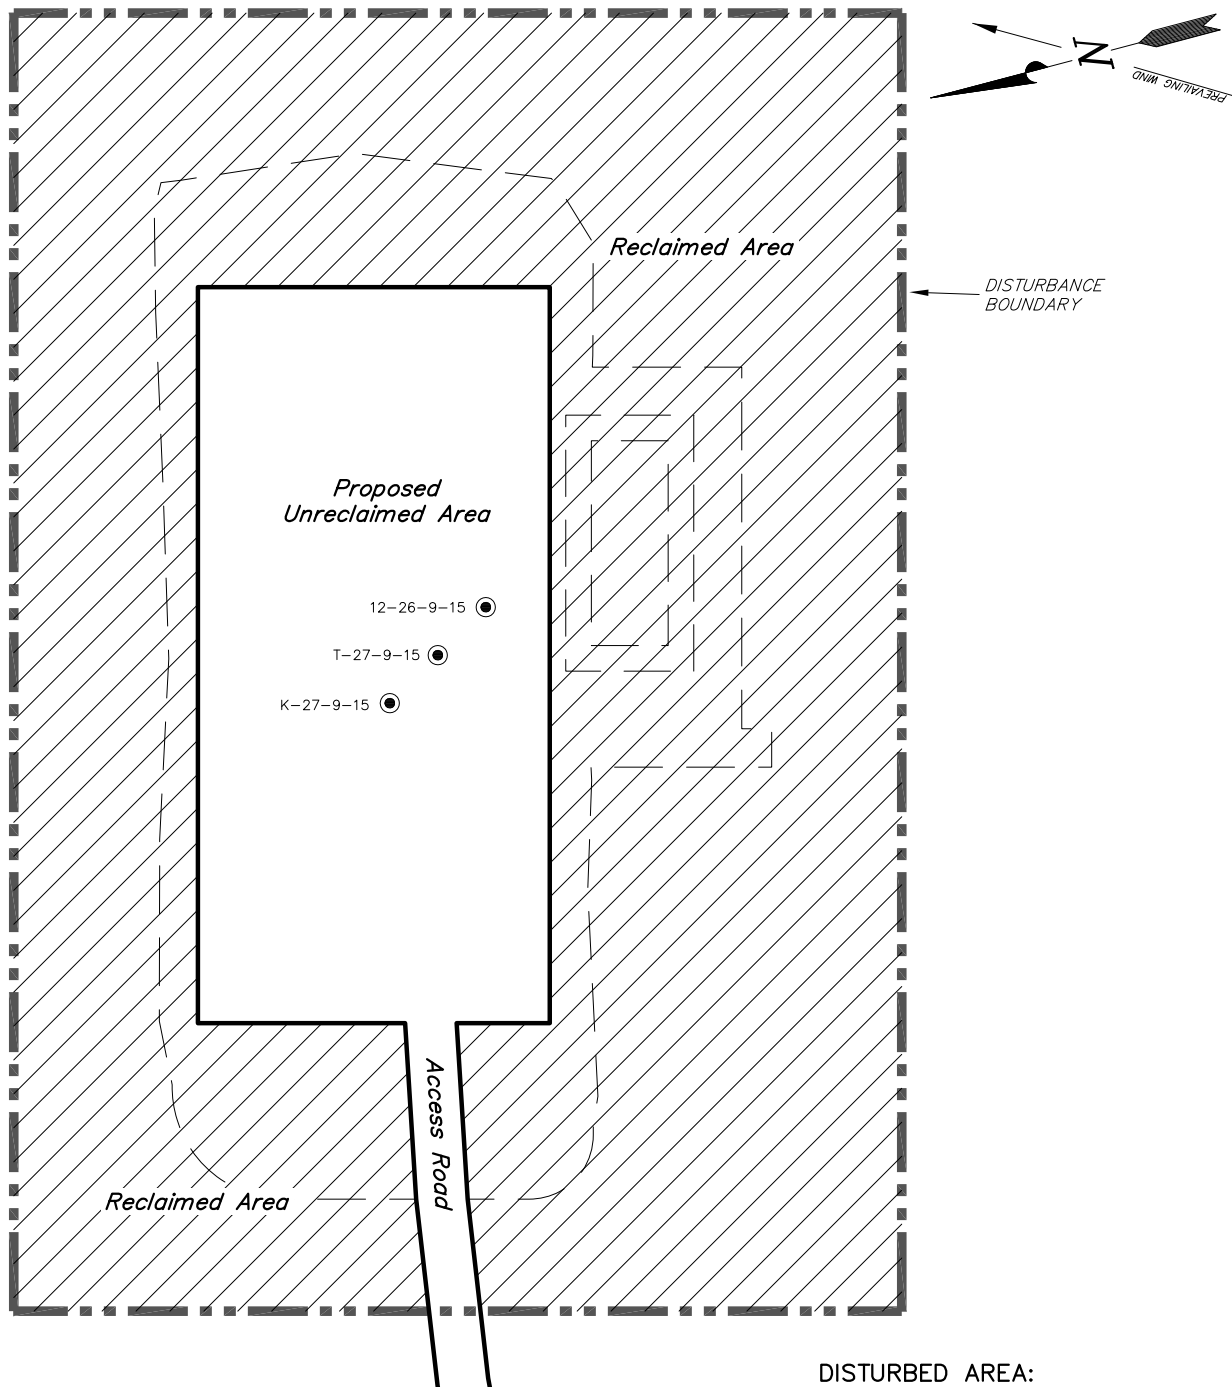 N
PREVAILING WIND
Reclaimed Area
DISTURBANCE
BOUNDARY
Proposed
Unreclaimed Area
12-26-9-15
T-27-9-15
K-27-9-15
Access Road
Reclaimed Area
DISTURBED AREA: